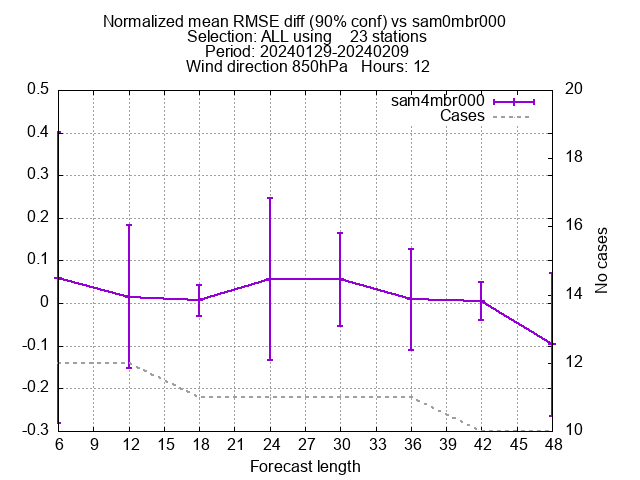 Normalized mean RMSE diff (90% conf) vs sam0mbr000
Selection: ALL using    23 stations
Period: 20240129-20240209
Wind direction 850hPa   Hours: 12
sam4mbr000
Cases
0.5
0.4
0.3
0.2
0.1
0
-0.1
-0.2
-0.3
20
18
16
14
12
10
No cases
6 9 12 15 18 21 24 27 30 33 36 39 42 45 48
Forecast length